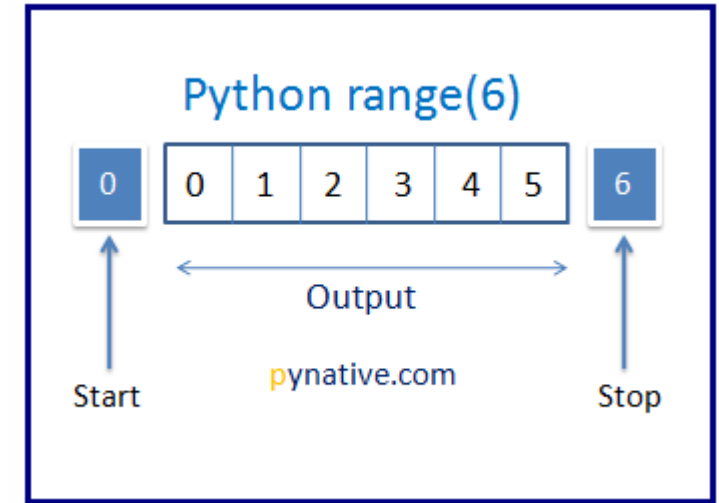 Python range(6)
0 0 1 2 3 4 5 6
Output
pynative.com
Start Stop